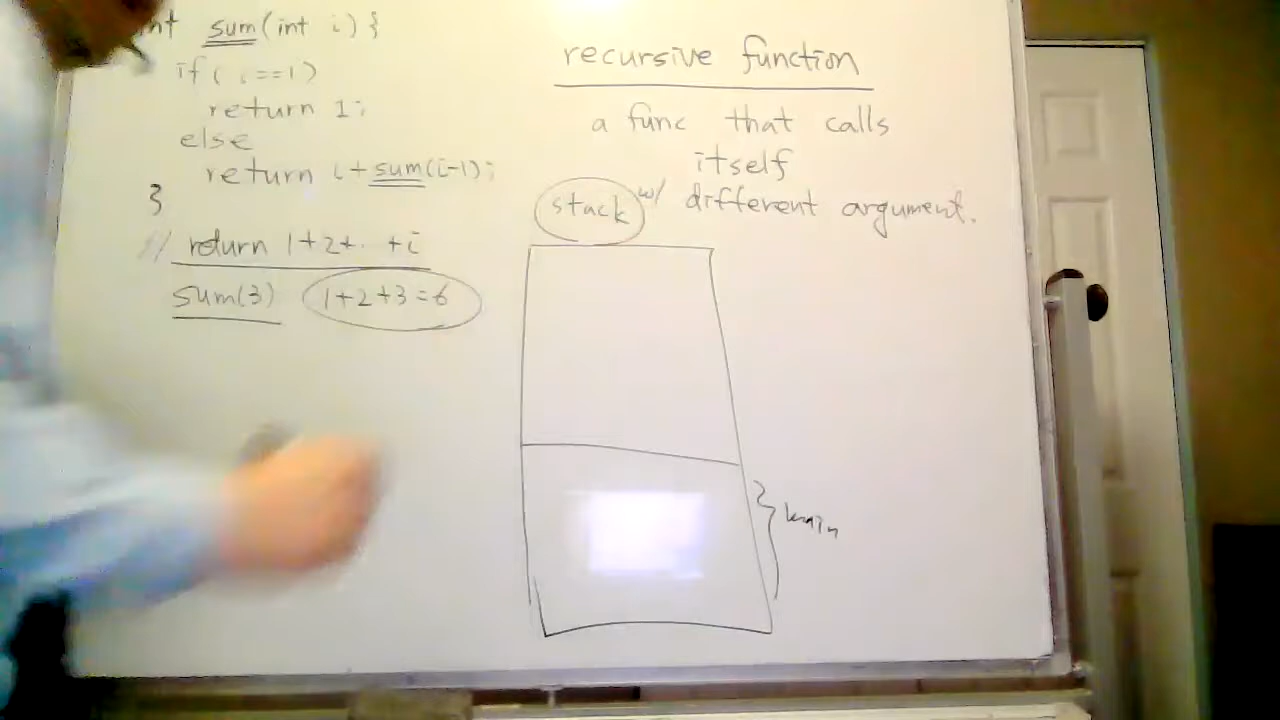 int sum(int i) {
if( i==1)
return 1;
else
return i+sum(i-1);
}
// return 1+2+.. +i
sum(3) 1+2+3=6
recursive function
a func that calls
itself
w/ different argument.
stack
main